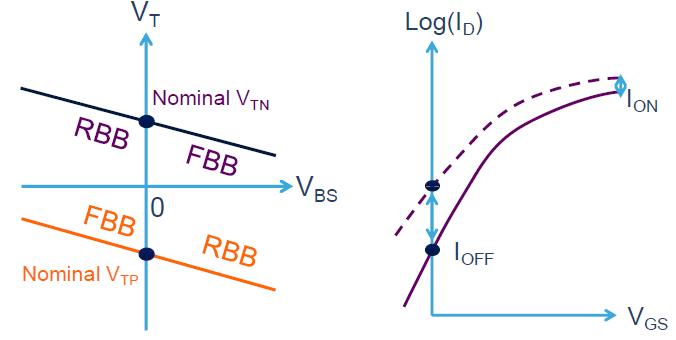 V_T
Nominal V_TN
RBB
FBB
V_BS
0
FBB
RBB
Nominal V_TP
Log(I_D)
I_ON
I_OFF
V_GS